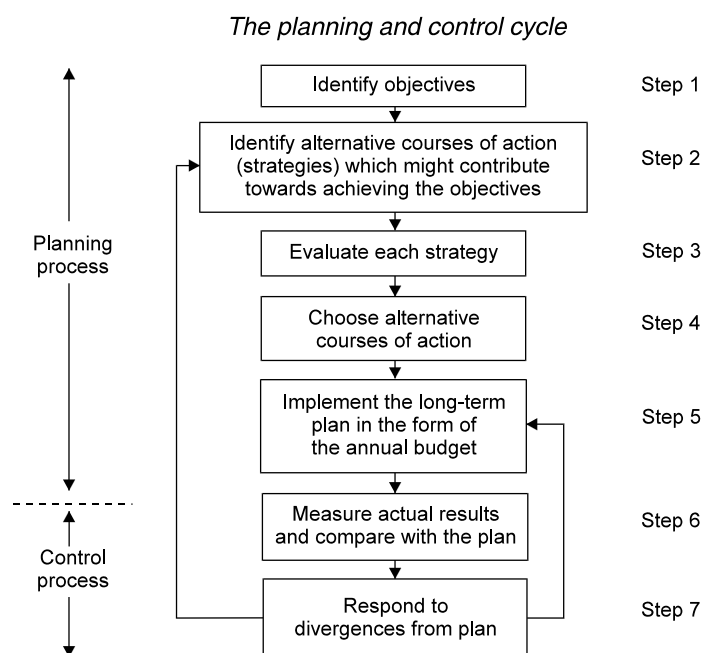 The planning and control cycle
Identify objectives
Step 1
Identify alternative courses of action
(strategies) which might contribute
towards achieving the objectives
Step 2
Planning
process
Evaluate each strategy
Step 3
Choose alternative
courses of action
Step 4
Implement the long-term
plan in the form of
the annual budget
Step 5
Measure actual results
and compare with the plan
Step 6
Control
process
Respond to
divergences from plan
Step 7